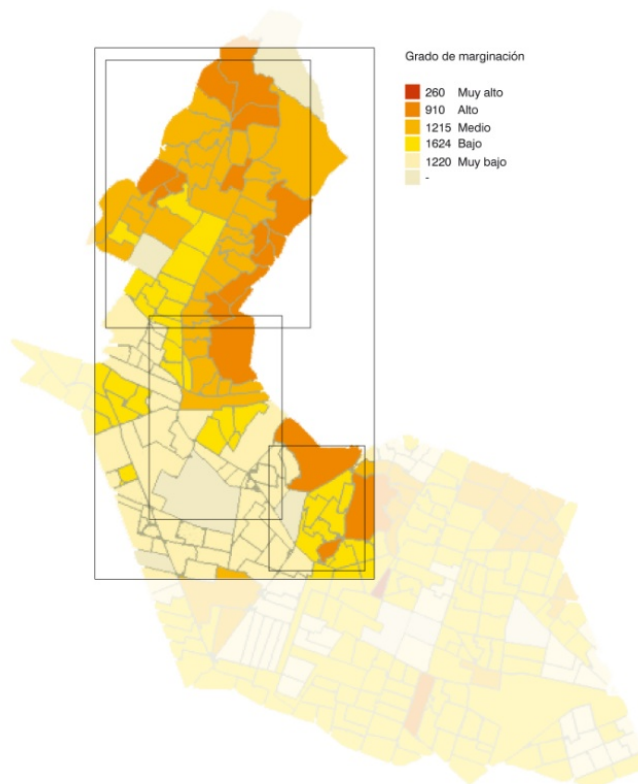 Grado de marginación
260 Muy alto
910 Alto
1215 Medio
1624 Bajo
1220 Muy bajo
-